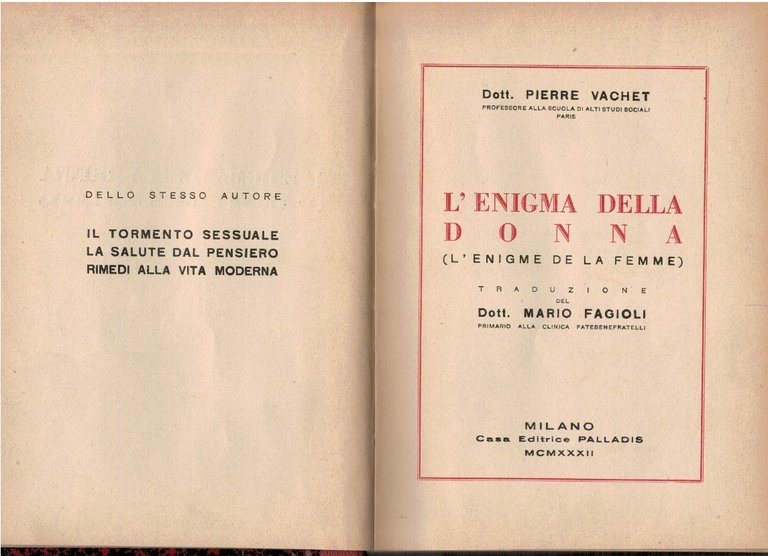 DELLO STESSO AUTORE
IL TORMENTO SESSUALE
LA SALUTE DAL PENSIERO
RIMEDI ALLA VITA MODERNA
Dott. PIERRE VACHET
PROFESSORE ALLA SCUOLA DI ALTI STUDI SOCIALI
PARIS
L'ENIGMA DELLA
DONNA
(L'ENIGME DE LA FEMME)
TRADUZIONE
DEL
Dott. MARIO FAGIOLI
PRIMARIO ALLA CLINICA FATEBENEFRATELLI
MILANO
Casa Editrice PALLADIS
MCMXXXII